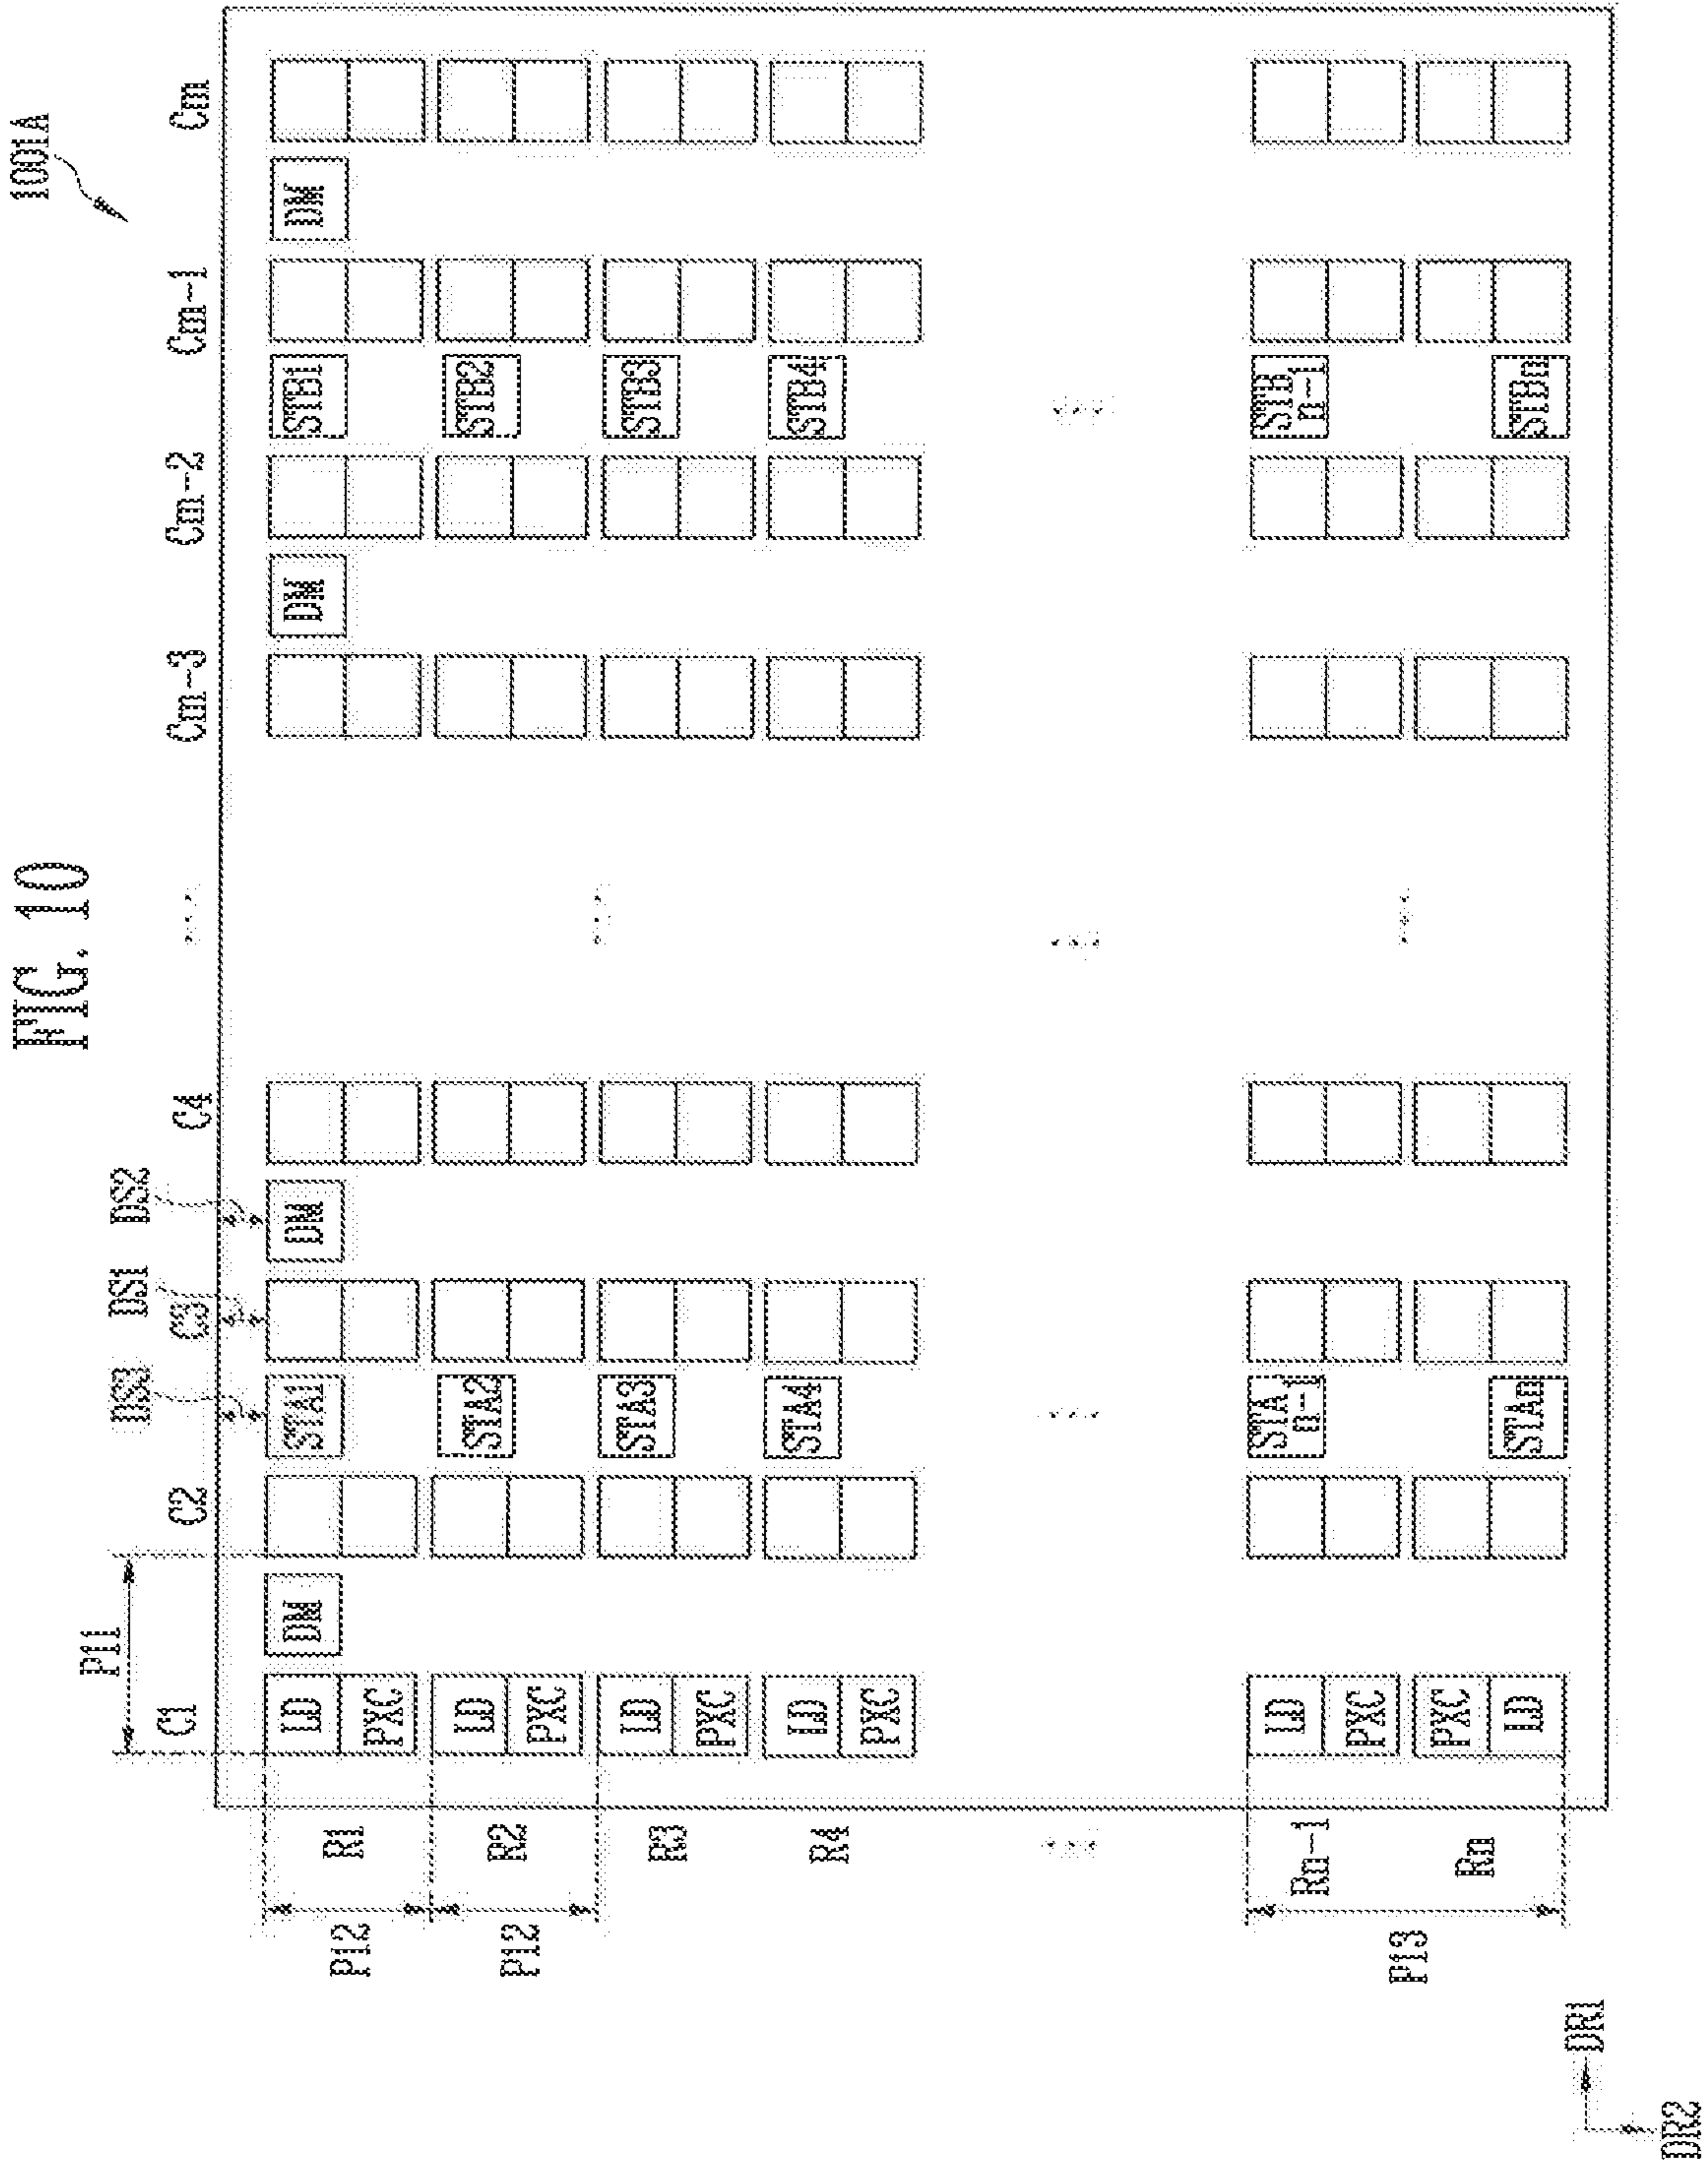 FIG. 10
1001A
P11
DS3 DS1 DS2
C1 C2 C3 C4 ... Cm-3 Cm-2 Cm-1 Cm
LD DM STA1 DM DM STB1 DM
P12 R1
PXC
LD STA2 STB2
P12 R2
PXC
LD STA3 STB3
R3
PXC
LD STA4 STB4
R4
PXC
LD STA STB
n-1 n-1
Rn-1
PXC
P13
PXC
Rn
LD STAn STBn
DR1
DR2